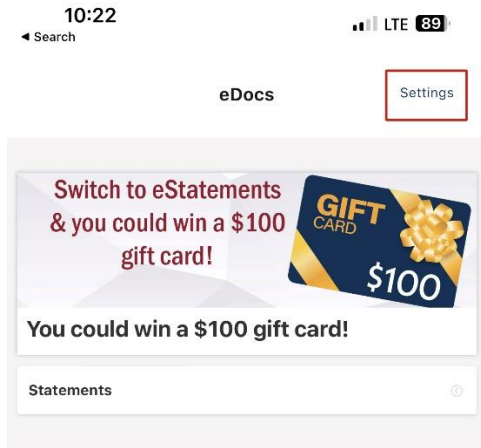 10:22
LTE 89
◀ Search
eDocs
Settings
Switch to eStatements
& you could win a $100
gift card!
GIFT
CARD
$100
You could win a $100 gift card!
Statements